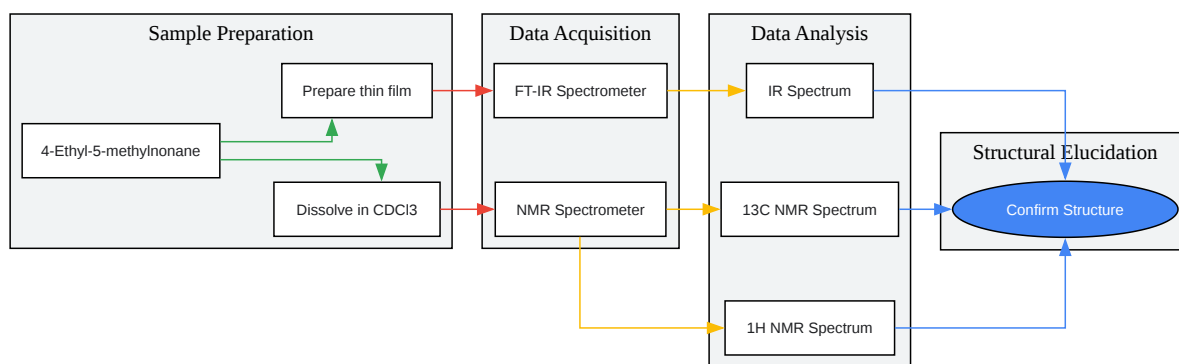 Sample Preparation
Data Acquisition
Data Analysis
Prepare thin film
FT-IR Spectrometer
IR Spectrum
4-Ethyl-5-methylnonane
Structural Elucidation
Dissolve in CDCl3
NMR Spectrometer
13C NMR Spectrum
Confirm Structure
1H NMR Spectrum